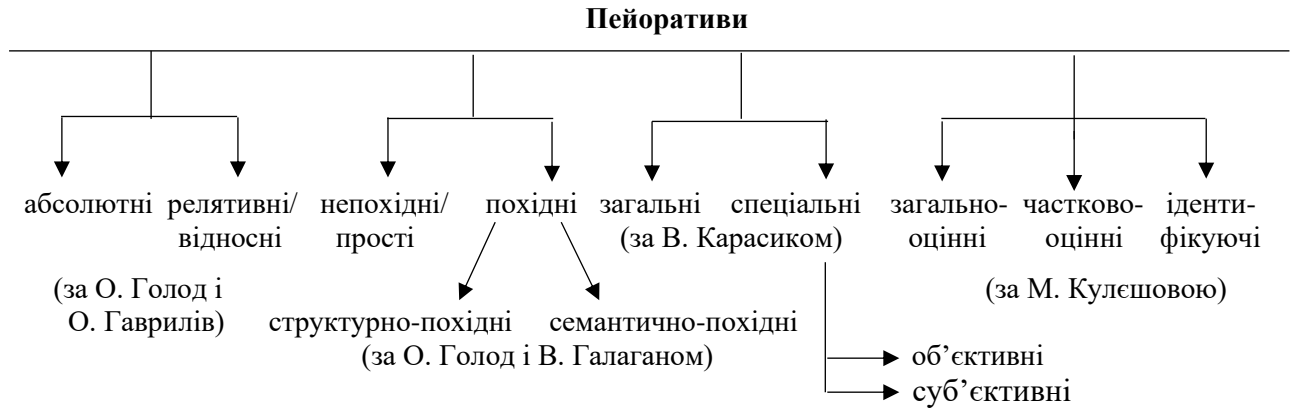 Пейоративи
абсолютні релятивні/ непохідні/ похідні загальні спеціальні загально- частково- іденти-
відносні прості (за В. Карасиком) оцінні оцінні фікуючі
(за О. Голод і (за М. Кулєшовою)
О. Гаврилів) структурно-похідні семантично-похідні
(за О. Голод і В. Галаганом) об’єктивні
суб’єктивні